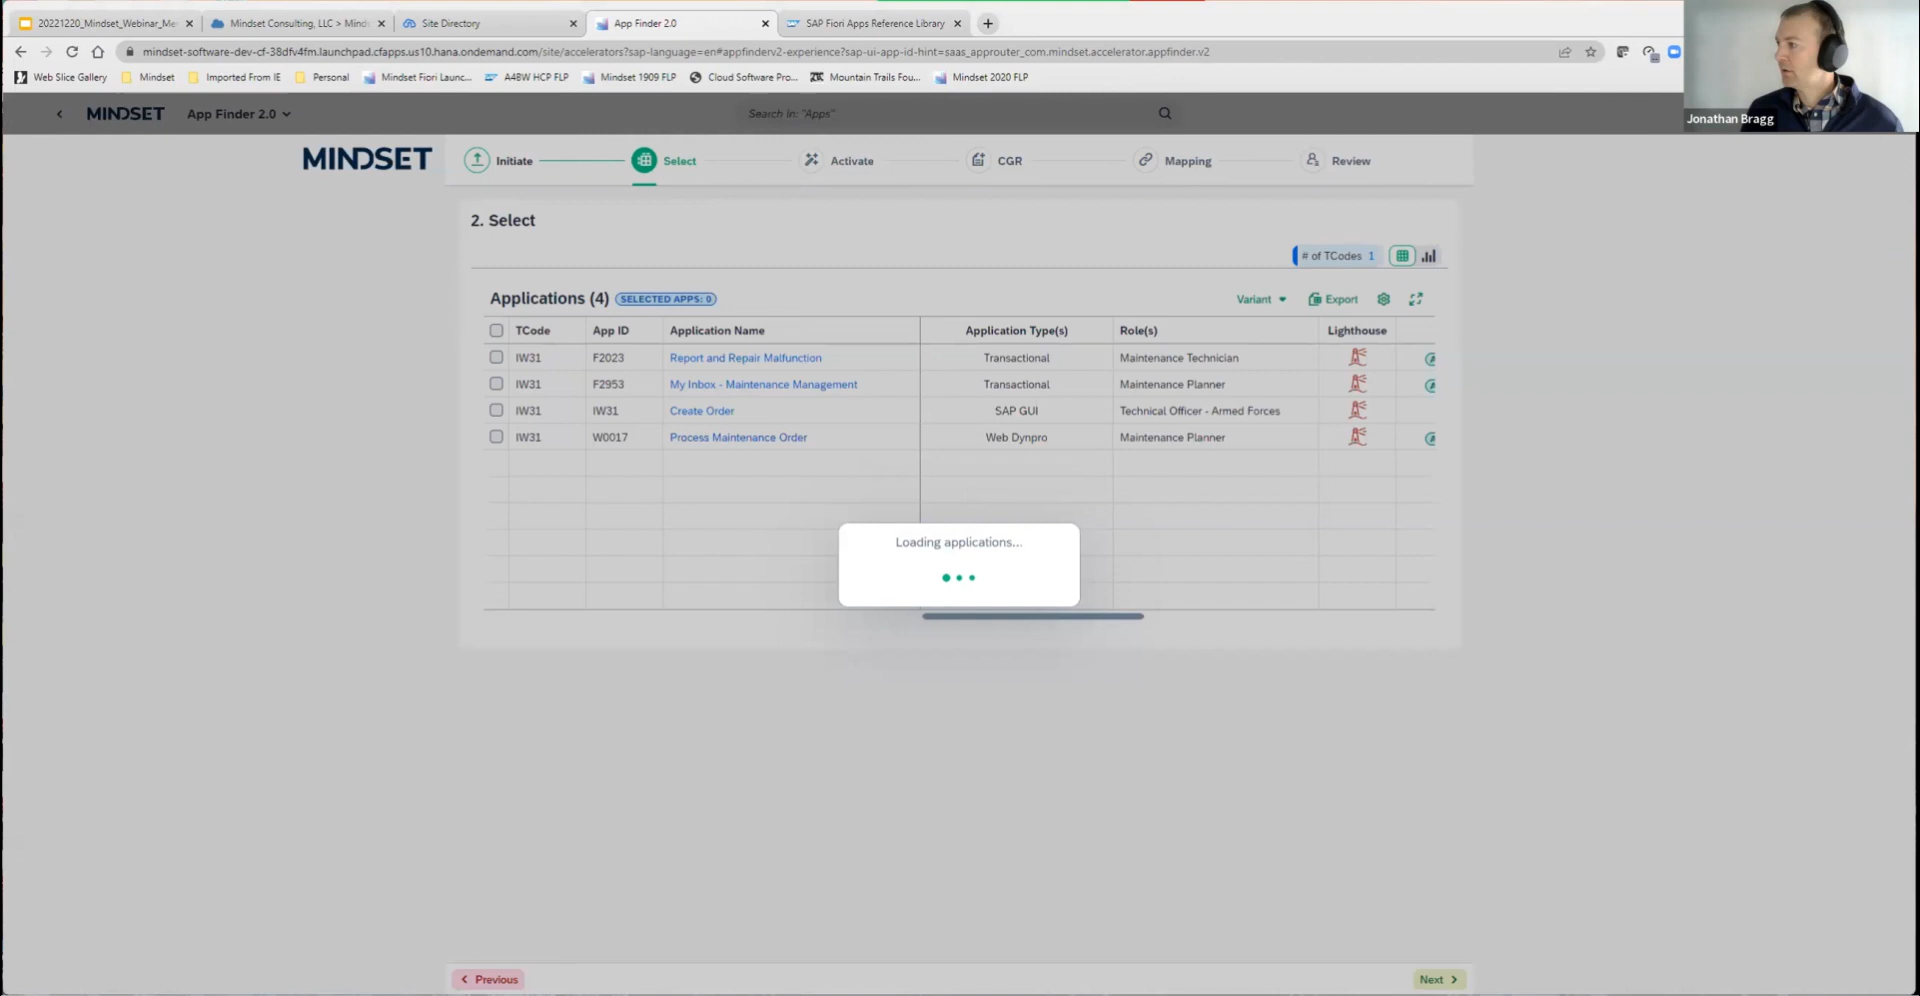 20221220_Mindset_Webinar_Me
Mindset Consulting, LLC > Minds
Site Directory
App Finder 2.0
SAP Fiori Apps Reference Library
mindset-software-dev-cf-38dfv4fm.launchpad.cfapps.us10.hana.ondemand.com/site/accelerators?sap-language=en#appfinderv2-experience?sap-ui-app-id-hint=saas_approuter_com.mindset.accelerator.appfinder.v2
Web Slice Gallery
Mindset
Imported From IE
Personal
Mindset Fiori Launc...
A4BW HCP FLP
Mindset 1909 FLP
Cloud Software Pro...
Mountain Trails Fou...
Mindset 2020 FLP
Jonathan Bragg
MINDSET
App Finder 2.0
Search In: "Apps"
MINDSET
Initiate
Select
Activate
CGR
Mapping
Review
2. Select
# of TCodes 1
Applications (4) SELECTED APPS: 0
Variant
Export
TCode App ID Application Name Application Type(s) Role(s) Lighthouse
IW31 F2023 Report and Repair Malfunction Transactional Maintenance Technician
IW31 F2953 My Inbox - Maintenance Management Transactional Maintenance Planner
IW31 IW31 Create Order SAP GUI Technical Officer - Armed Forces
IW31 W0017 Process Maintenance Order Web Dynpro Maintenance Planner
Loading applications...
Previous
Next